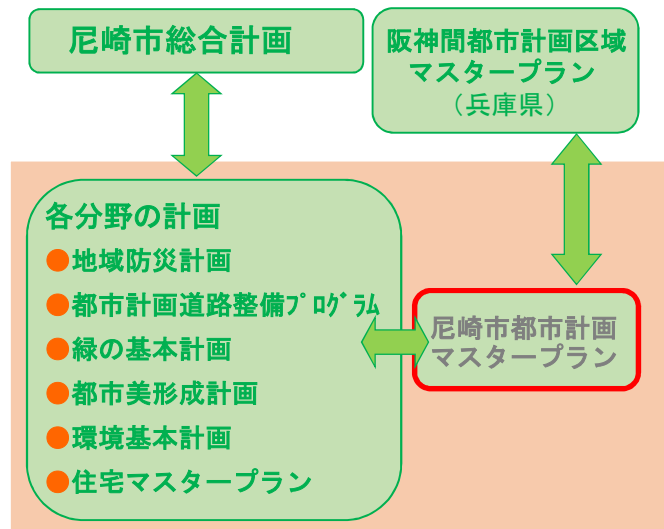 尼崎市総合計画
阪神間都市計画区域
マスタープラン
（兵庫県）
各分野の計画
●地域防災計画
●都市計画道路整備ﾌﾟﾛｸﾞﾗﾑ
●緑の基本計画
●都市美形成計画
●環境基本計画
●住宅マスタープラン
尼崎市都市計画
マスタープラン